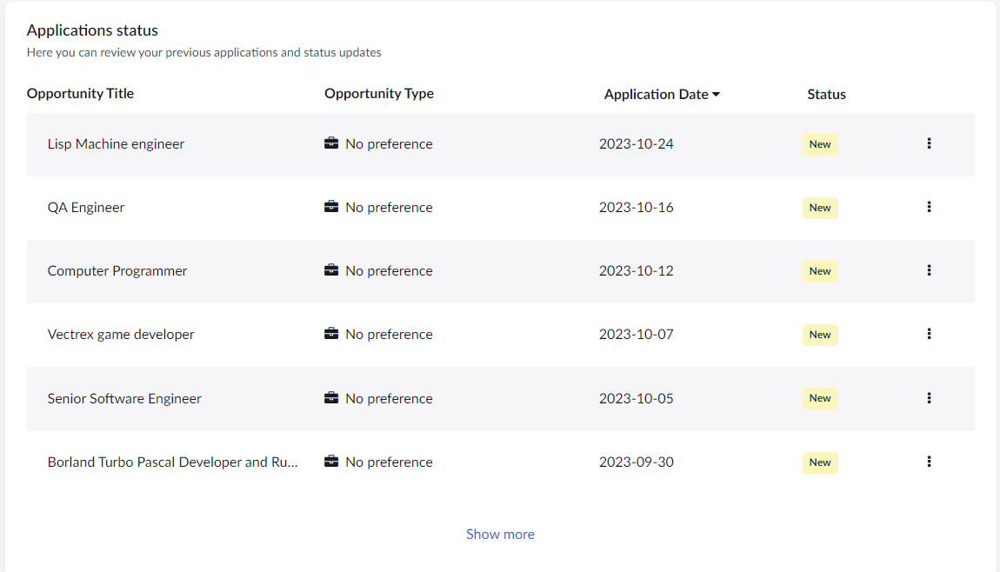 Applications status
Here you can review your previous applications and status updates
Opportunity Title Opportunity Type Application Date Status
Lisp Machine engineer No preference 2023-10-24 New
QA Engineer No preference 2023-10-16 New
Computer Programmer No preference 2023-10-12 New
Vectrex game developer No preference 2023-10-07 New
Senior Software Engineer No preference 2023-10-05 New
Borland Turbo Pascal Developer and Ru... No preference 2023-09-30 New
Show more